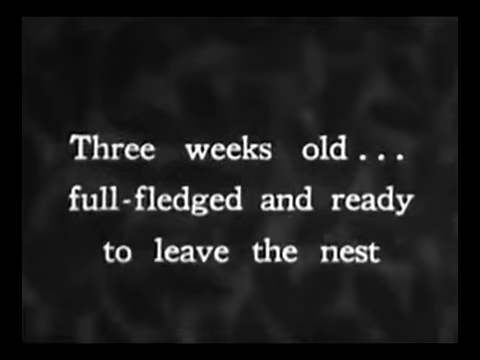 Three weeks old...
full-fledged and ready
to leave the nest